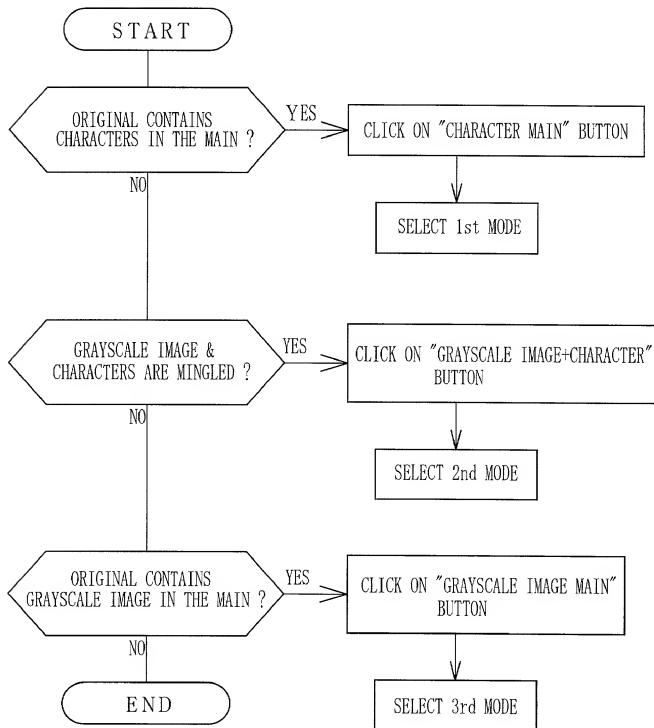 START
ORIGINAL CONTAINS
CHARACTERS IN THE MAIN ?
YES
CLICK ON "CHARACTER MAIN" BUTTON
NO
SELECT 1st MODE
GRAYSCALE IMAGE &
CHARACTERS ARE MINGLED ?
YES
CLICK ON "GRAYSCALE IMAGE+CHARACTER"
BUTTON
NO
SELECT 2nd MODE
ORIGINAL CONTAINS
GRAYSCALE IMAGE IN THE MAIN ?
YES
CLICK ON "GRAYSCALE IMAGE MAIN"
BUTTON
NO
END
SELECT 3rd MODE